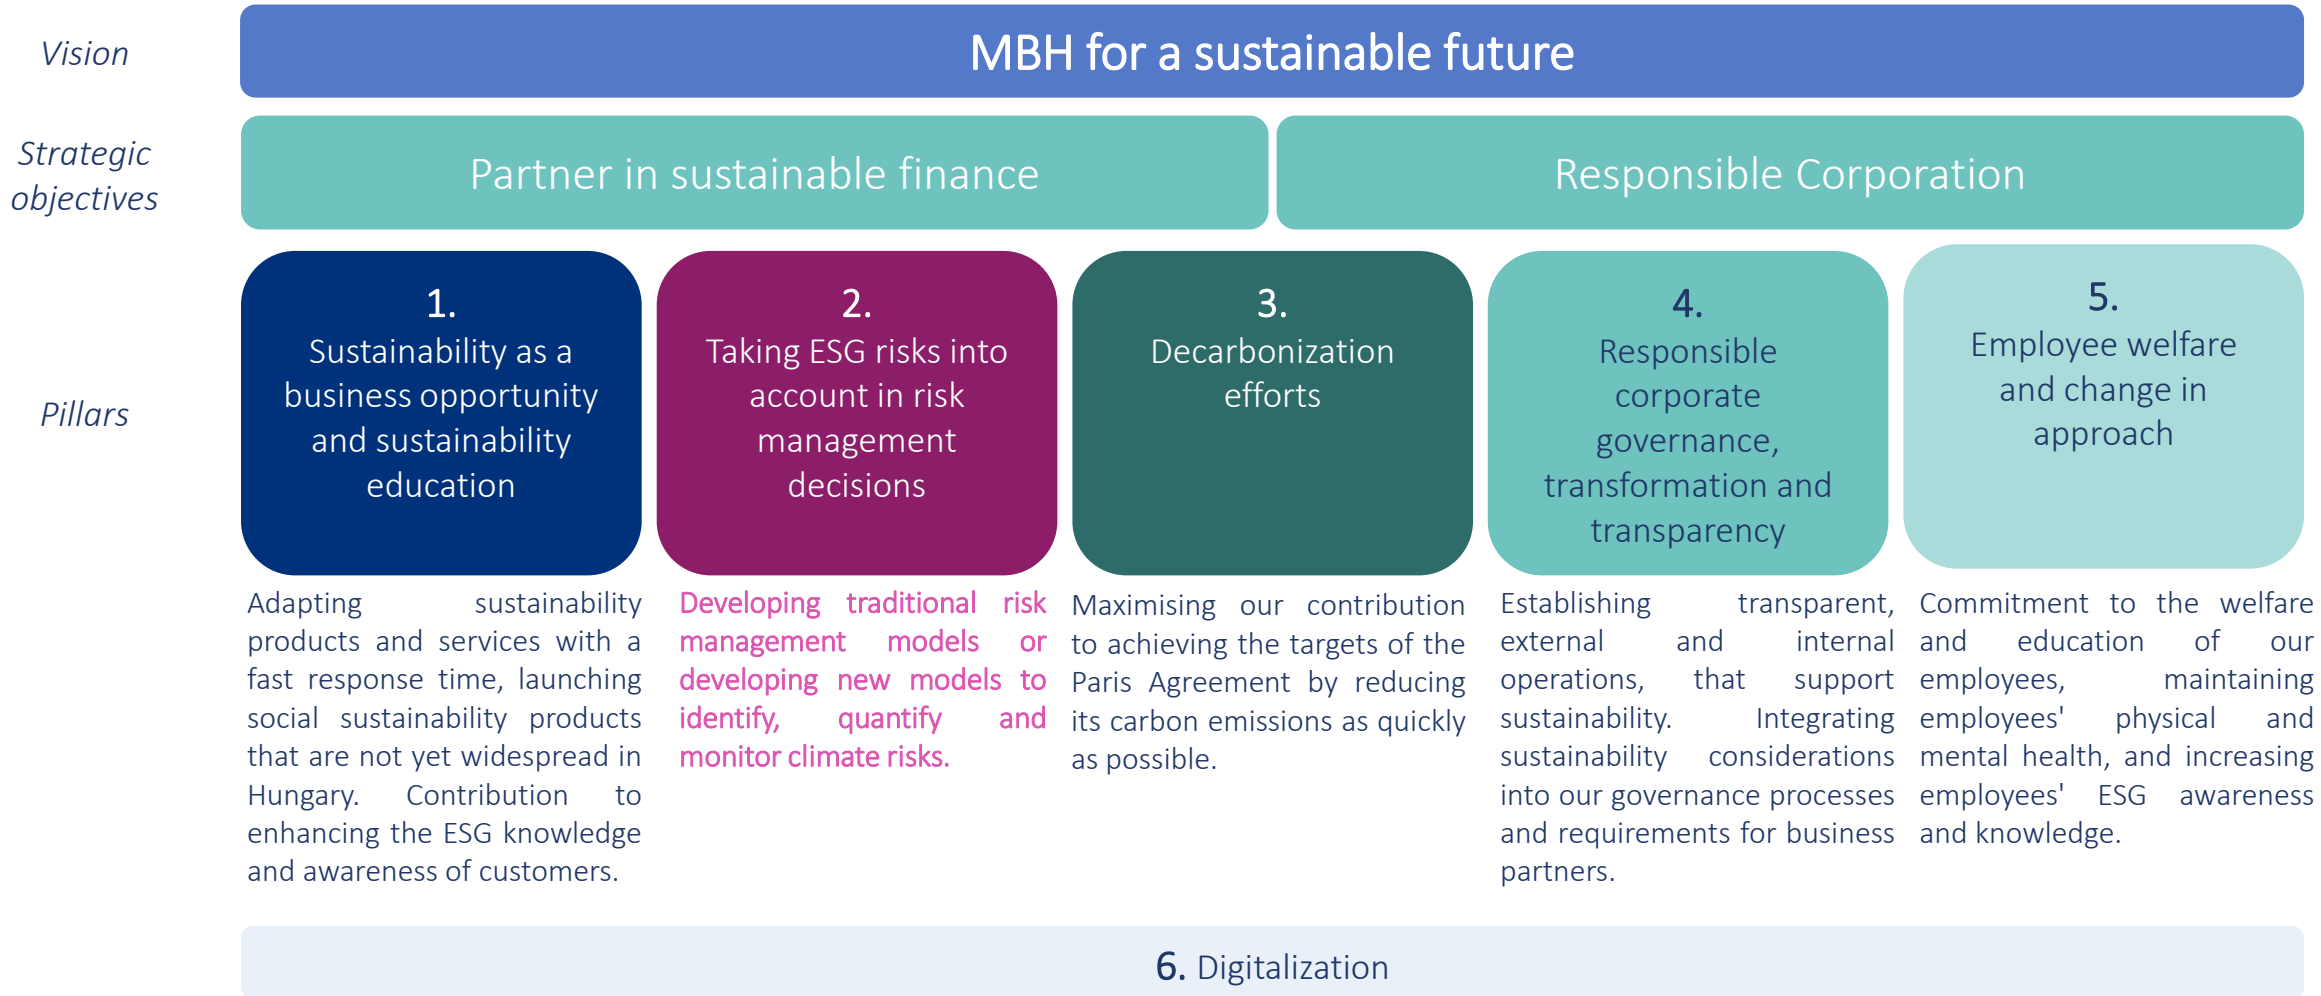 Vision
MBH for a sustainable future
Strategic
objectives
Partner in sustainable finance
Responsible Corporation
Pillars
1.
Sustainability as a
business opportunity
and sustainability
education
2.
Taking ESG risks into
account in risk
management
decisions
3.
Decarbonization
efforts
4.
Responsible
corporate
governance,
transformation and
transparency
5.
Employee welfare
and change in
approach
Adapting sustainability
products and services with a
fast response time, launching
social sustainability products
that are not yet widespread in
Hungary. Contribution to
enhancing the ESG knowledge
and awareness of customers.
Developing traditional risk
management models or
developing new models to
identify, quantify and
monitor climate risks.
Maximising our contribution
to achieving the targets of the
Paris Agreement by reducing
its carbon emissions as quickly
as possible.
Establishing transparent,
external and internal
operations, that support
sustainability. Integrating
sustainability considerations
into our governance processes
and requirements for business
partners.
Commitment to the welfare
and education of our
employees, maintaining
employees' physical and
mental health, and increasing
employees' ESG awareness
and knowledge.
6. Digitalization